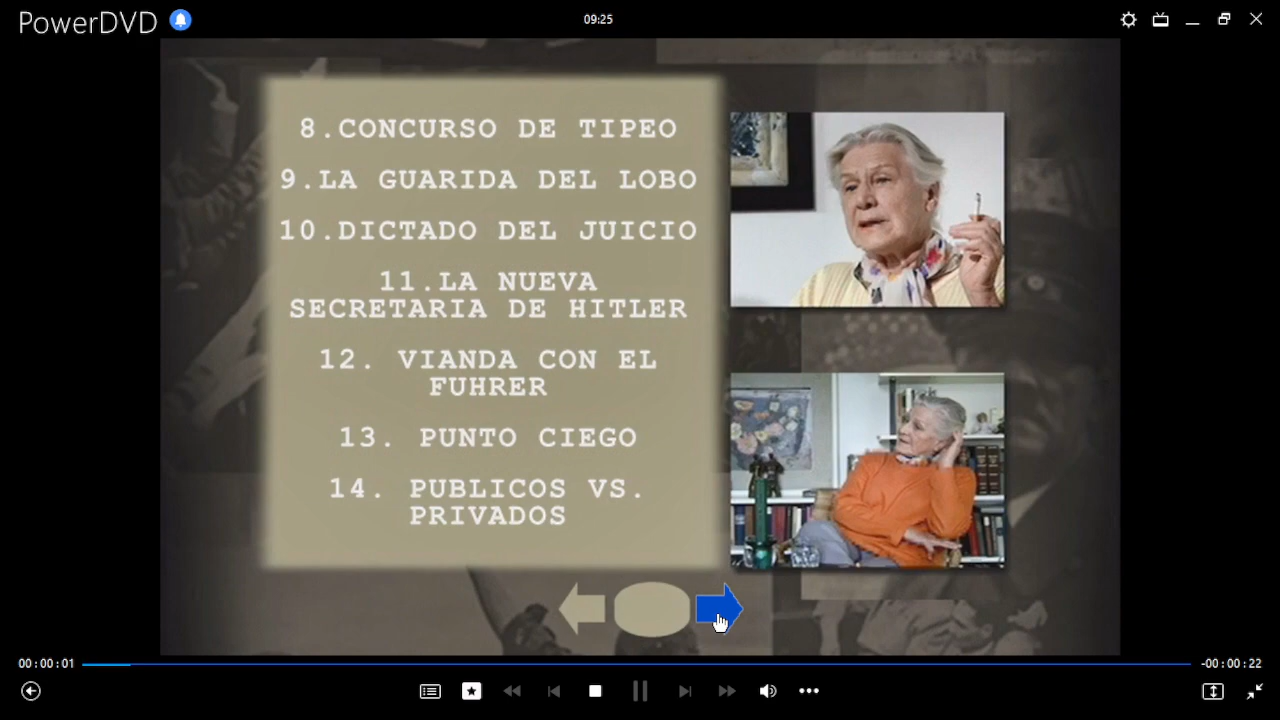 PowerDVD
09:25
8.CONCURSO DE TIPEO
9.LA GUARIDA DEL LOBO
10.DICTADO DEL JUICIO
11.LA NUEVA
SECRETARIA DE HITLER
12. VIANDA CON EL
FUHRER
13. PUNTO CIEGO
14. PUBLICOS VS.
PRIVADOS
00:00:01
-00:00:22